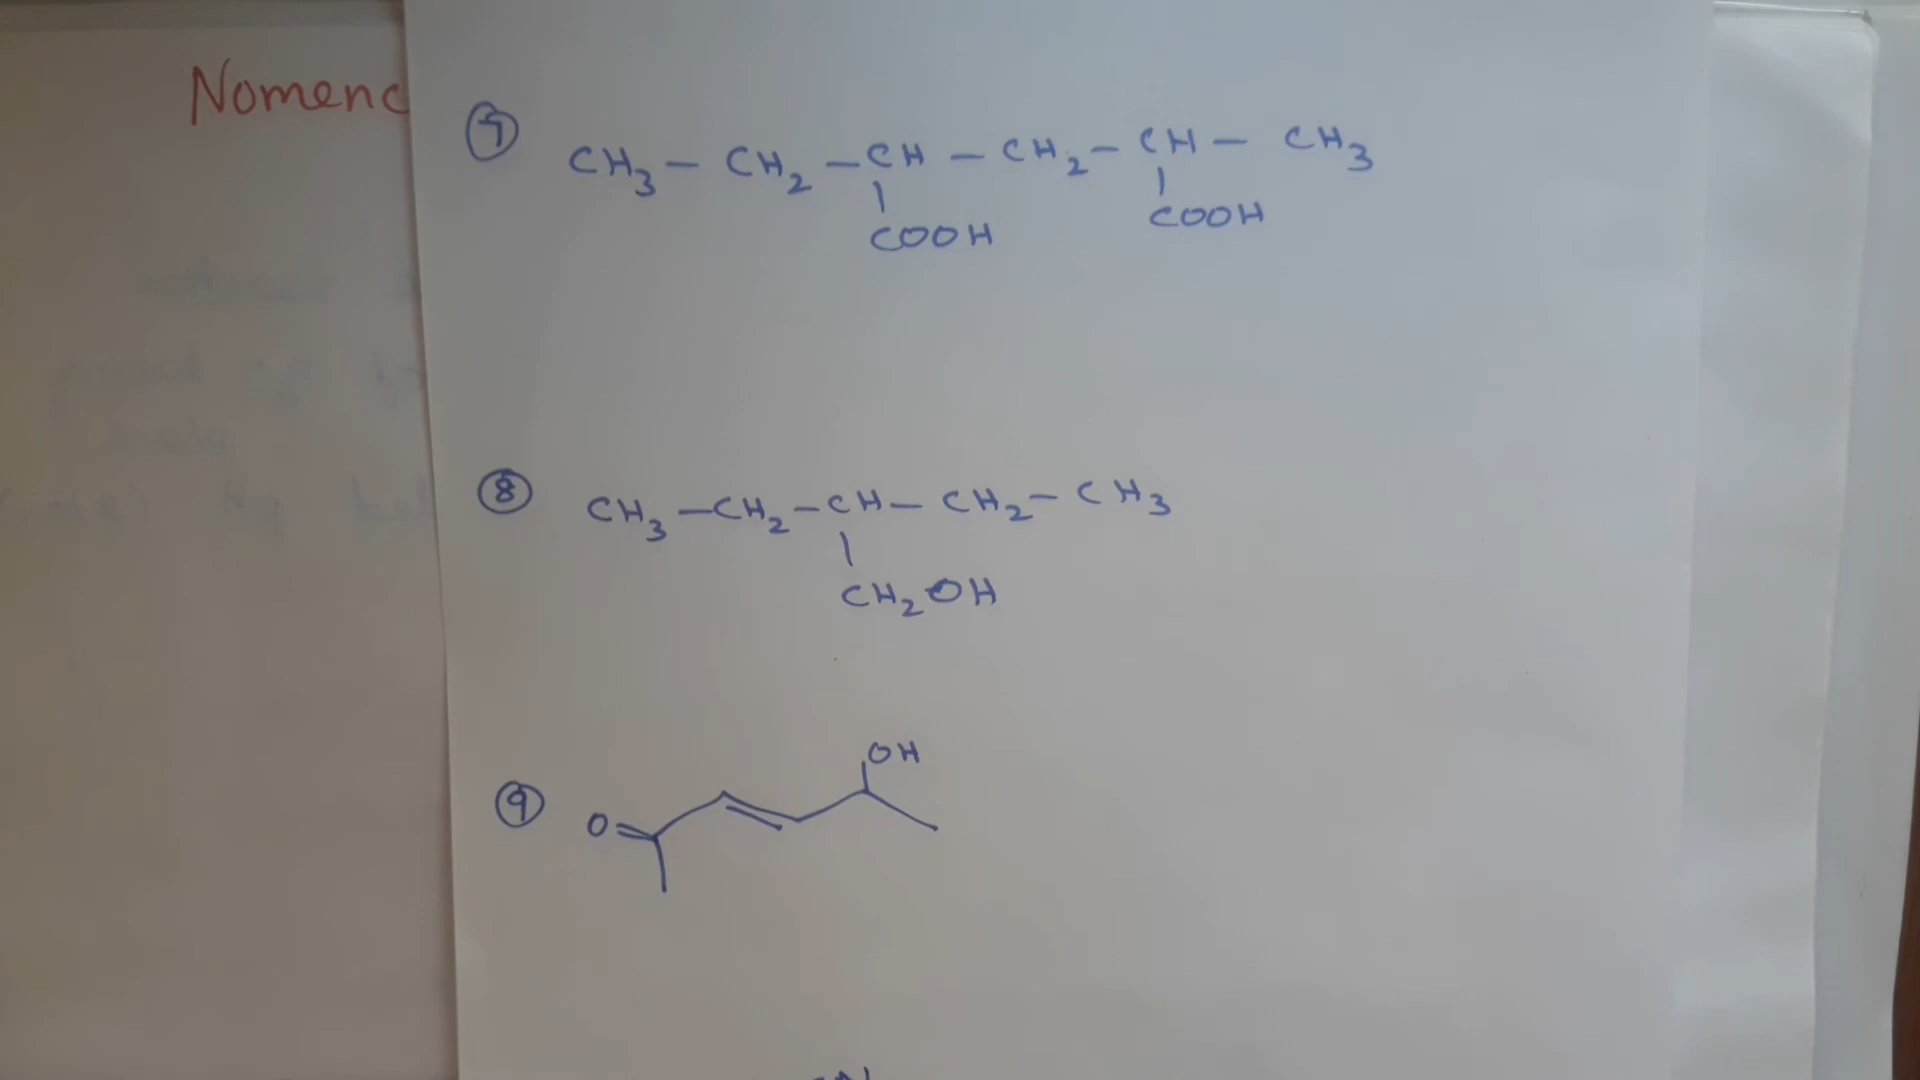 Nomenc
⑦ CH₃ — CH₂ — CH — CH₂ — CH — CH₃
COOH COOH
⑧ CH₃ — CH₂ — CH — CH₂ — CH₃
CH₂OH
OH
⑨ O